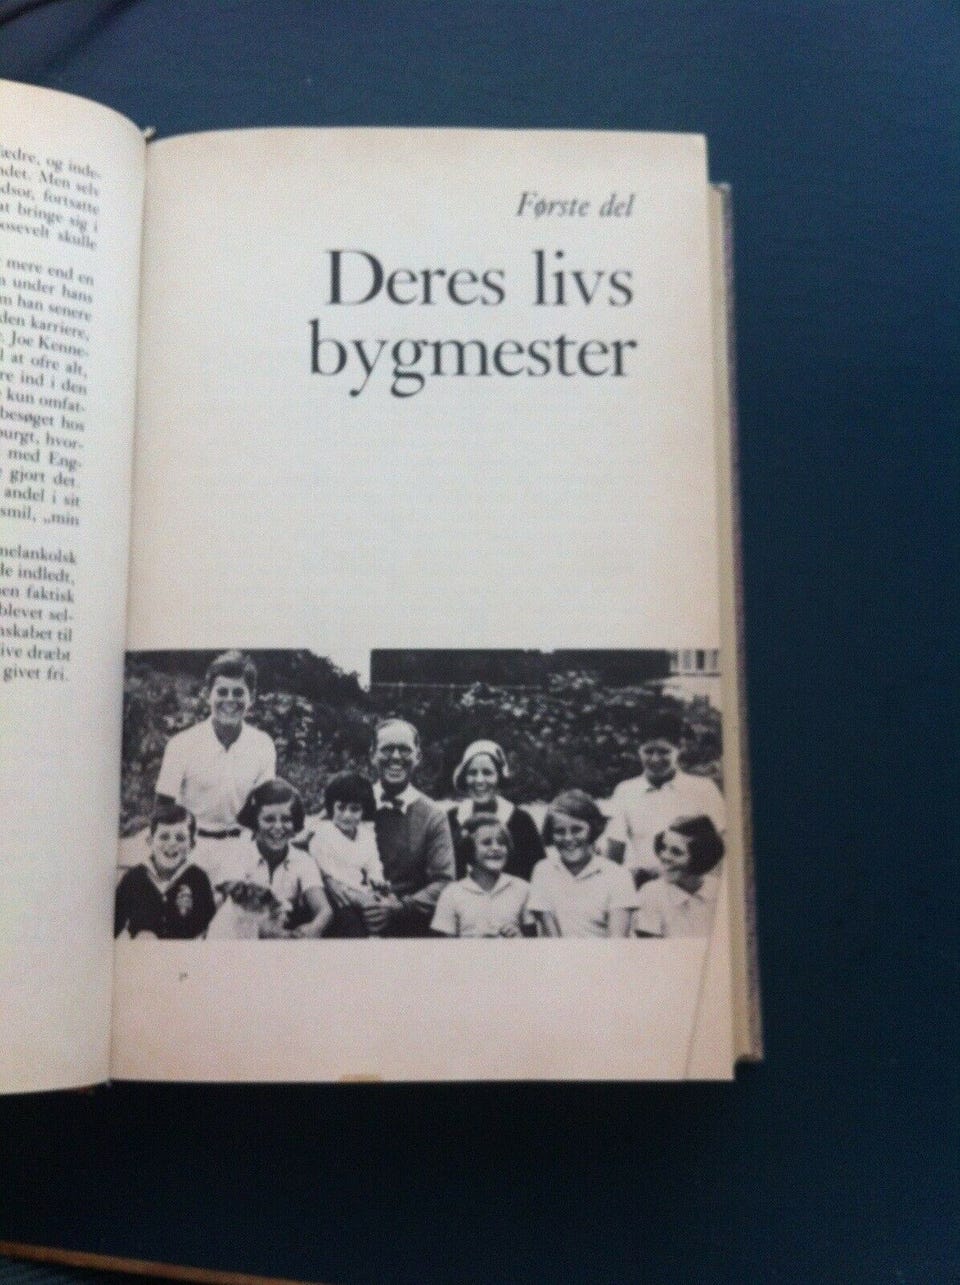 ædre, og inde-
ndet. Men selv
dsor, fortsatte
at bringe sig i
oosevelt skulle
mere end en
n under hans
m han senere
den karriere,
. Joe Kenne-
l at ofre alt,
re ind i den
kun omfat-
besøget hos
burgt, hvor-
med Eng-
gjort det.
andel i sit
smil, „min
melankolsk
de indledt,
en faktisk
blevet sel-
nskabet til
ive dræbt
givet fri.
Første del
Deres livs
bygmester